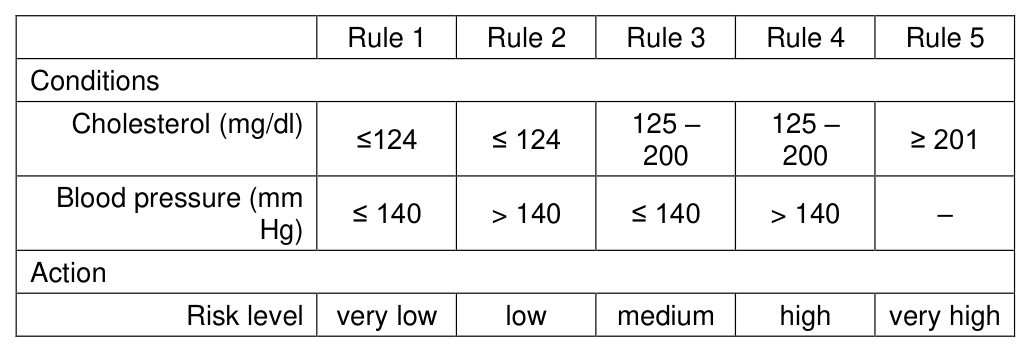 Rule 1 Rule 2 Rule 3 Rule 4 Rule 5
Conditions
Cholesterol (mg/dl) ≤124 ≤ 124 125 – 200 125 – 200 ≥ 201
Blood pressure (mm Hg) ≤ 140 > 140 ≤ 140 > 140 –
Action
Risk level very low low medium high very high